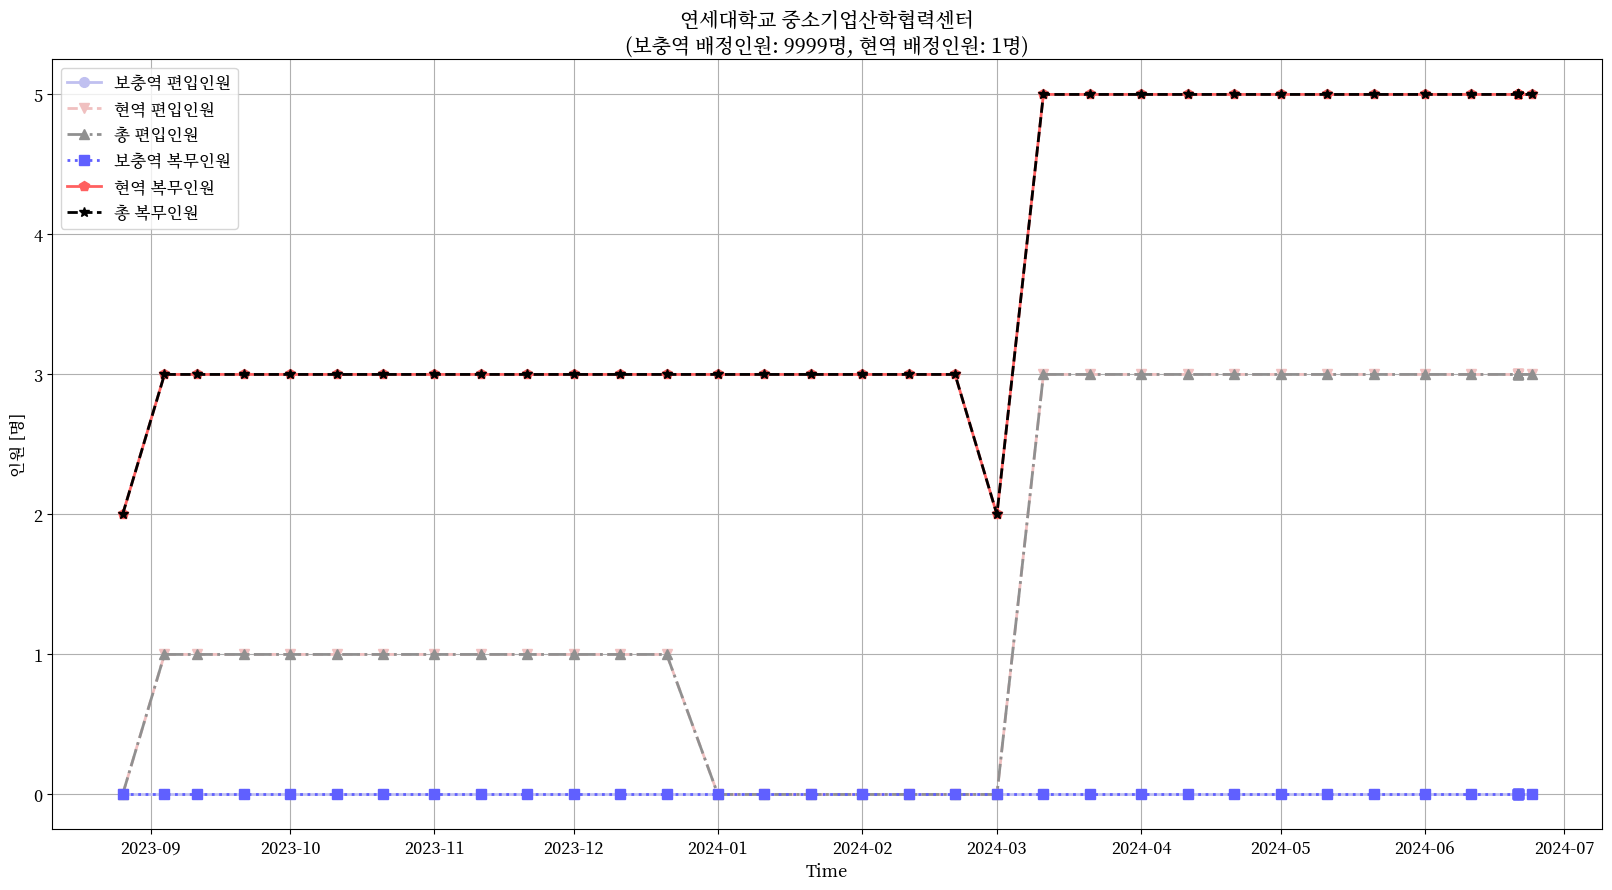 연세대학교 중소기업산학협력센터
(보충역 배정인원: 9999명, 현역 배정인원: 1명)
보충역 편입인원
현역 편입인원
총 편입인원
보충역 복무인원
현역 복무인원
총 복무인원
5
4
3
2
1
0
인원 [명]
2023-09
2023-10
2023-11
2023-12
2024-01
2024-02
2024-03
2024-04
2024-05
2024-06
2024-07
Time